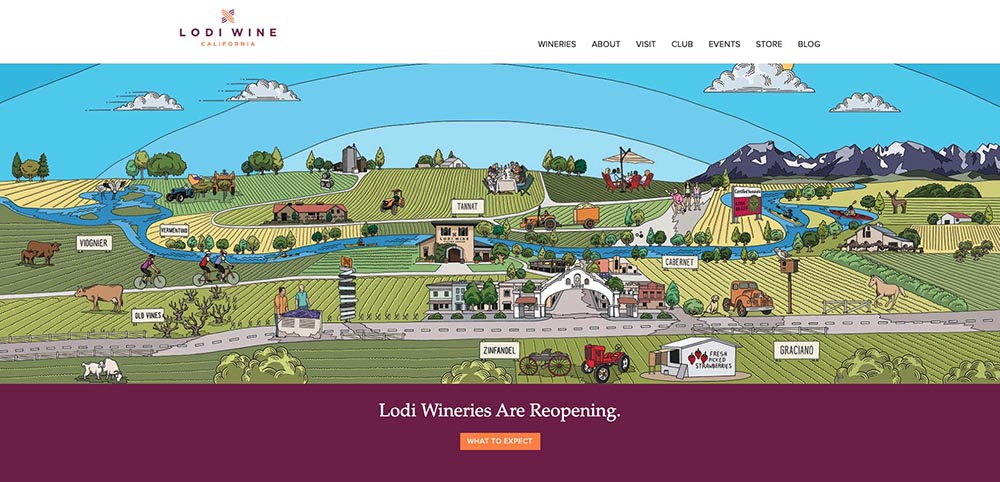 LODI WINE
CALIFORNIA
WINERIES ABOUT VISIT CLUB EVENTS STORE BLOG
TANNAT
VERMENTINO
VIOGNIER
LODI WINE
CABERNET
OLD VINES
ZINFANDEL
FRESH
PICKED
STRAWBERRIES
GRACIANO
Lodi Wineries Are Reopening.
WHAT TO EXPECT